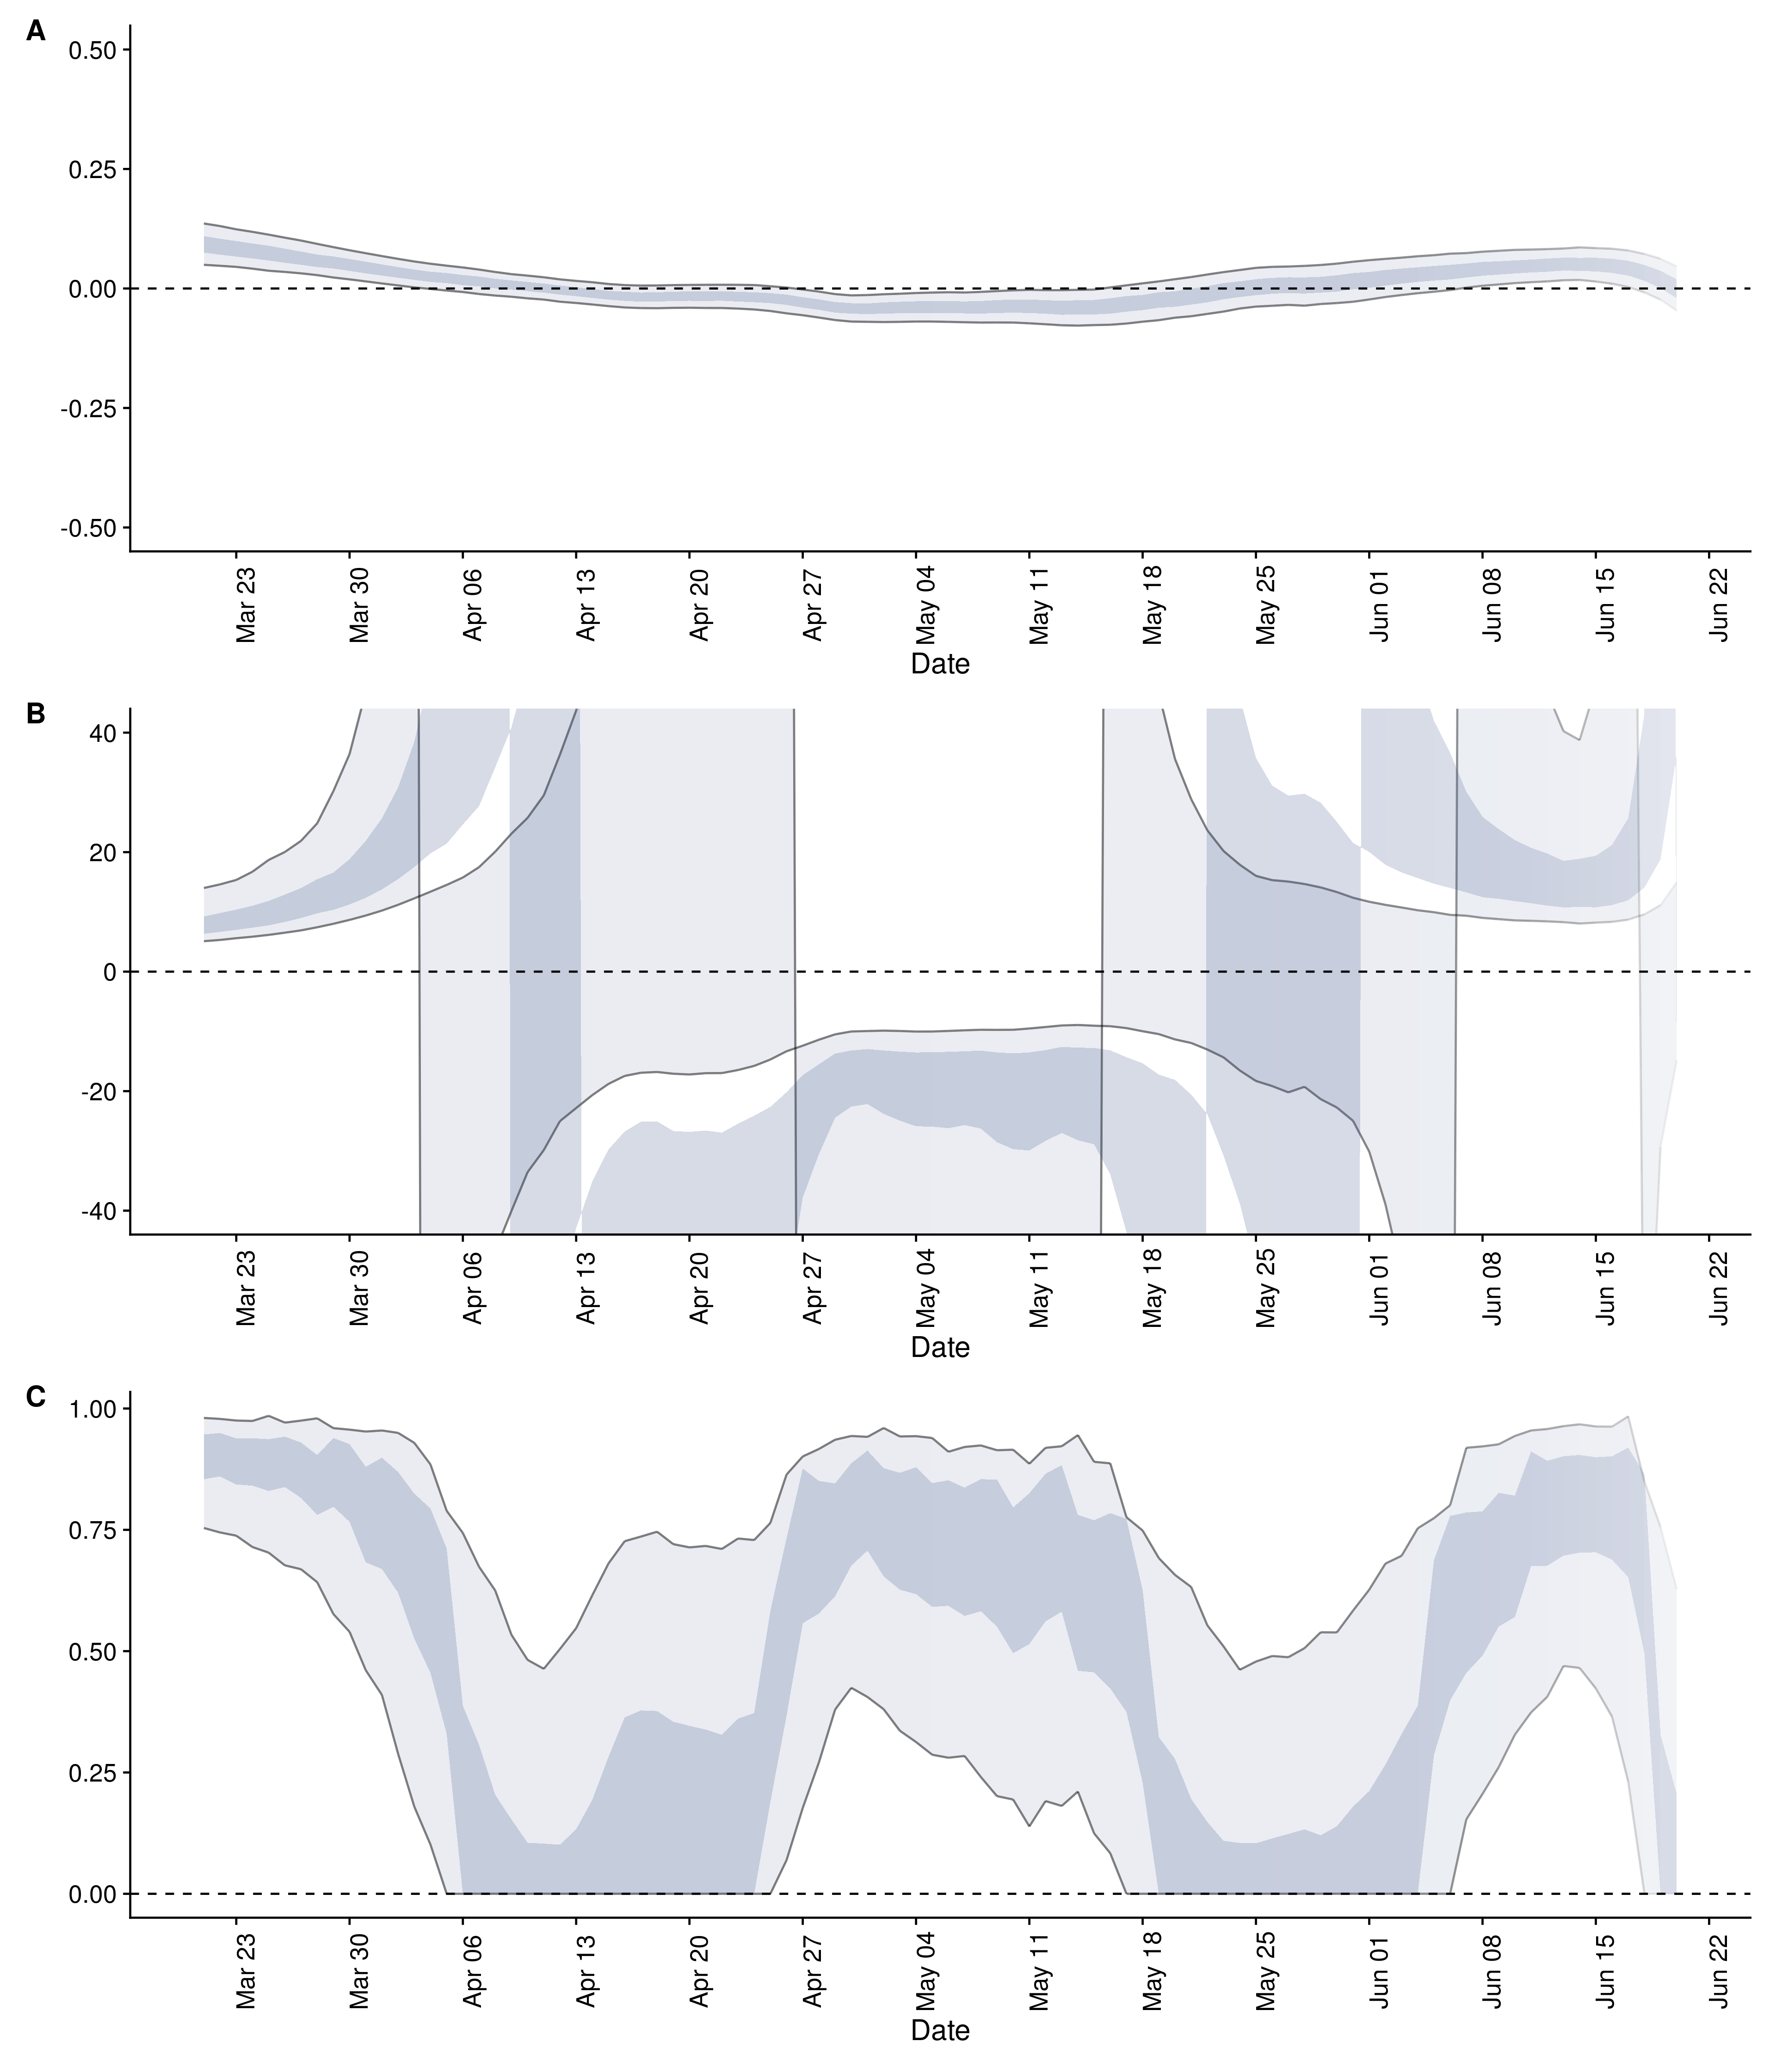 A
0.50
0.25
0.00
-0.25
-0.50
Mar 23
Mar 30
Apr 06
Apr 13
Apr 20
Apr 27
May 04
May 11
May 18
May 25
Jun 01
Jun 08
Jun 15
Jun 22
Date
B
40
20
0
-20
-40
Mar 23
Mar 30
Apr 06
Apr 13
Apr 20
Apr 27
May 04
May 11
May 18
May 25
Jun 01
Jun 08
Jun 15
Jun 22
Date
C
1.00
0.75
0.50
0.25
0.00
Mar 23
Mar 30
Apr 06
Apr 13
Apr 20
Apr 27
May 04
May 11
May 18
May 25
Jun 01
Jun 08
Jun 15
Jun 22
Date